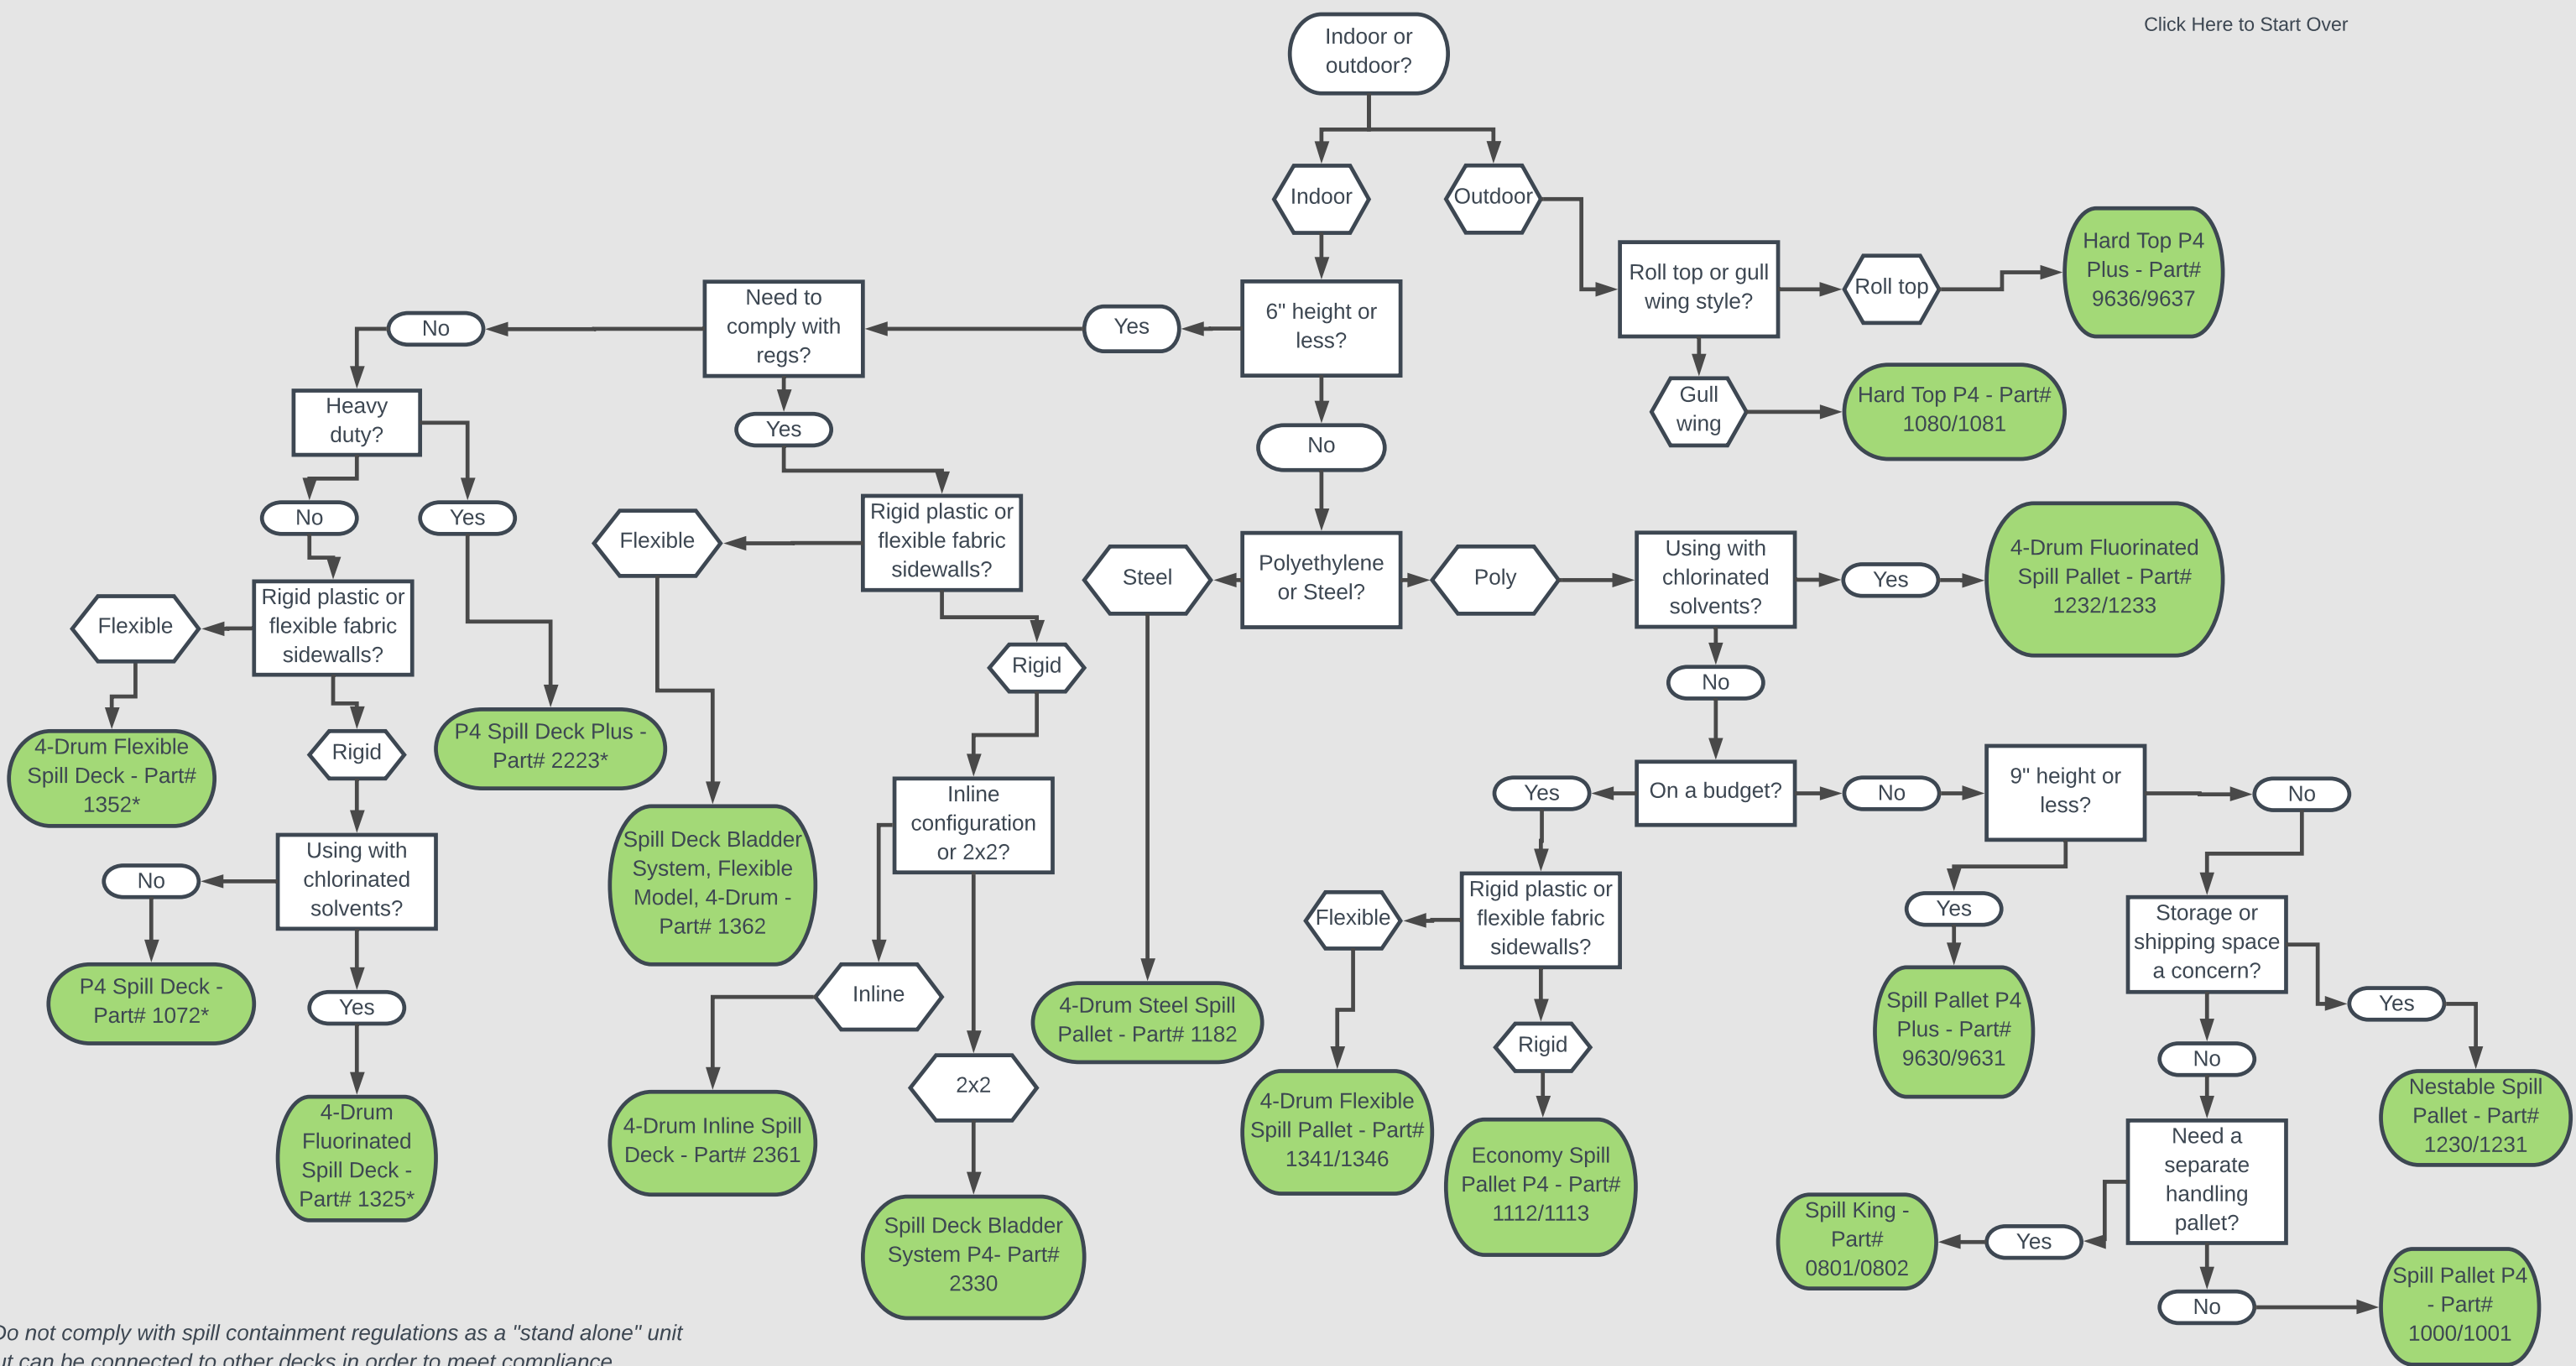 Click Here to Start Over
Indoor or
outdoor?
Indoor
Outdoor
Roll top or gull
wing style?
Roll top
Hard Top P4
Plus - Part#
9636/9637
Gull
wing
Hard Top P4 - Part#
1080/1081
6" height or
less?
Yes
Need to
comply with
regs?
No
Heavy
duty?
No
Yes
Rigid plastic or
flexible fabric
sidewalls?
Flexible
4-Drum Flexible
Spill Deck - Part#
1352*
Rigid
P4 Spill Deck Plus -
Part# 2223*
Using with
chlorinated
solvents?
No
P4 Spill Deck -
Part# 1072*
Yes
4-Drum
Fluorinated
Spill Deck -
Part# 1325*
Yes
Rigid plastic or
flexible fabric
sidewalls?
Flexible
Spill Deck Bladder
System, Flexible
Model, 4-Drum -
Part# 1362
Rigid
Inline
configuration
or 2x2?
Inline
4-Drum Inline Spill
Deck - Part# 2361
2x2
Spill Deck Bladder
System P4- Part#
2330
No
Polyethylene
or Steel?
Steel
4-Drum Steel Spill
Pallet - Part# 1182
Poly
Using with
chlorinated
solvents?
Yes
4-Drum Fluorinated
Spill Pallet - Part#
1232/1233
No
On a budget?
Yes
Rigid plastic or
flexible fabric
sidewalls?
Flexible
4-Drum Flexible
Spill Pallet - Part#
1341/1346
Rigid
Economy Spill
Pallet P4 - Part#
1112/1113
No
9" height or
less?
Yes
Spill Pallet P4
Plus - Part#
9630/9631
No
Storage or
shipping space
a concern?
Yes
Nestable Spill
Pallet - Part#
1230/1231
No
Need a
separate
handling
pallet?
Yes
Spill King -
Part#
0801/0802
No
Spill Pallet P4
- Part#
1000/1001
Do not comply with spill containment regulations as a "stand alone" unit
can be connected to other decks in order to meet compliance